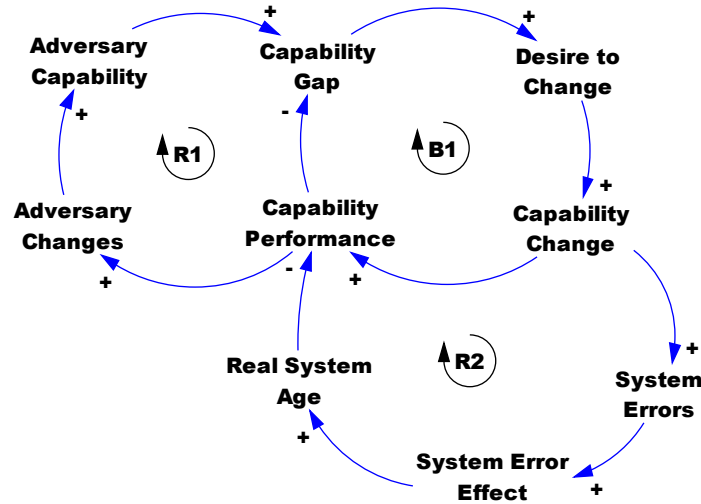 +
+
Adversary
Capability
Capability
Gap
Desire to
Change
+
-
R1
B1
+
Adversary
Changes
Capability
Performance
Capability
Change
+
-
+
+
Real System
Age
R2
System
Errors
+
System Error
Effect
+